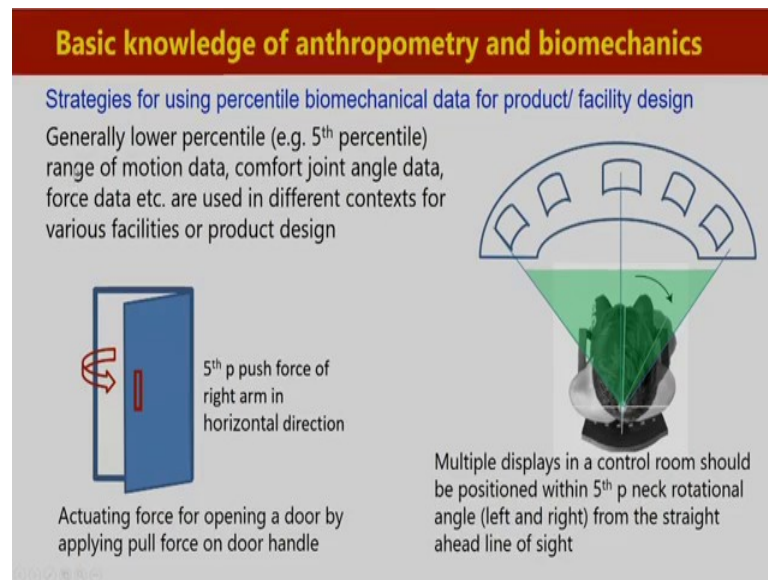 Basic knowledge of anthropometry and biomechanics
Strategies for using percentile biomechanical data for product/ facility design
Generally lower percentile (e.g. 5th percentile)
range of motion data, comfort joint angle data,
force data etc. are used in different contexts for
various facilities or product design
5th p push force of
right arm in
horizontal direction
Actuating force for opening a door by
applying pull force on door handle
Multiple displays in a control room should
be positioned within 5th p neck rotational
angle (left and right) from the straight
ahead line of sight